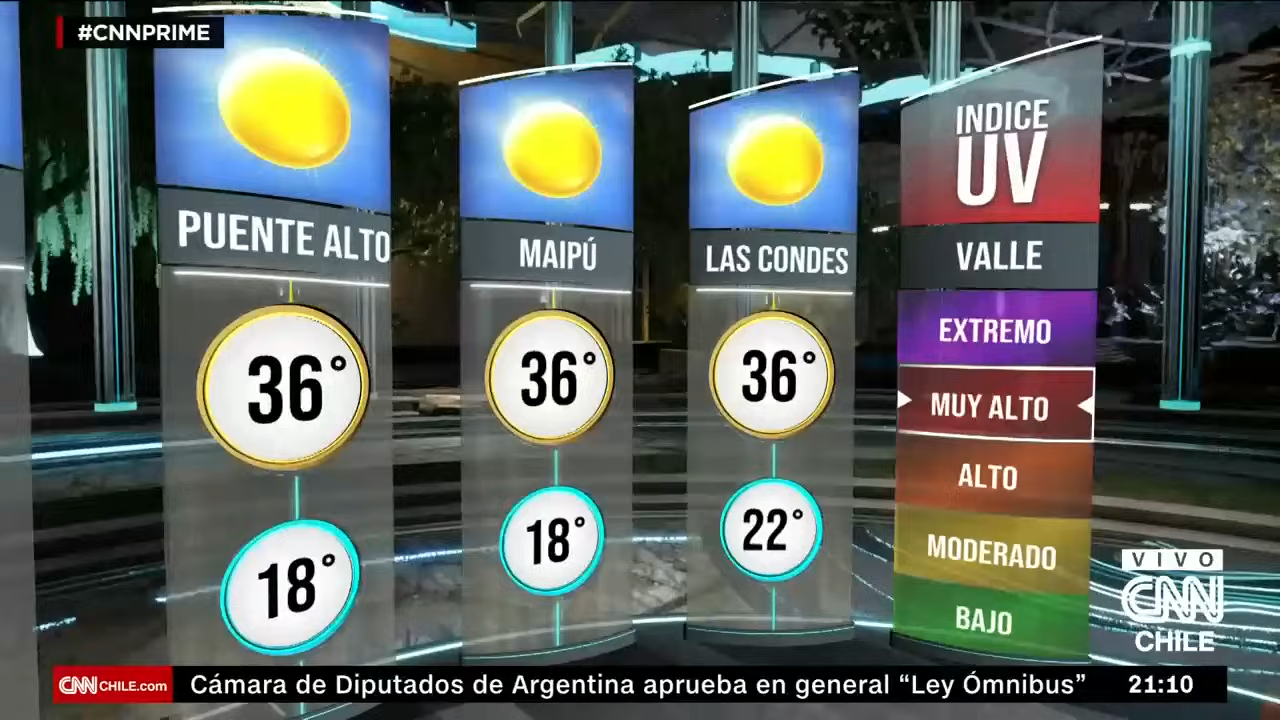 #CNNPRIME
PUENTE ALTO
36°
18°
MAIPÚ
36°
18°
LAS CONDES
36°
22°
INDICE
UV
VALLE
EXTREMO
MUY ALTO
ALTO
MODERADO
BAJO
VIVO
CNN
CHILE
CNNCHILE.com
Cámara de Diputados de Argentina aprueba en general “Ley Ómnibus”
21:10